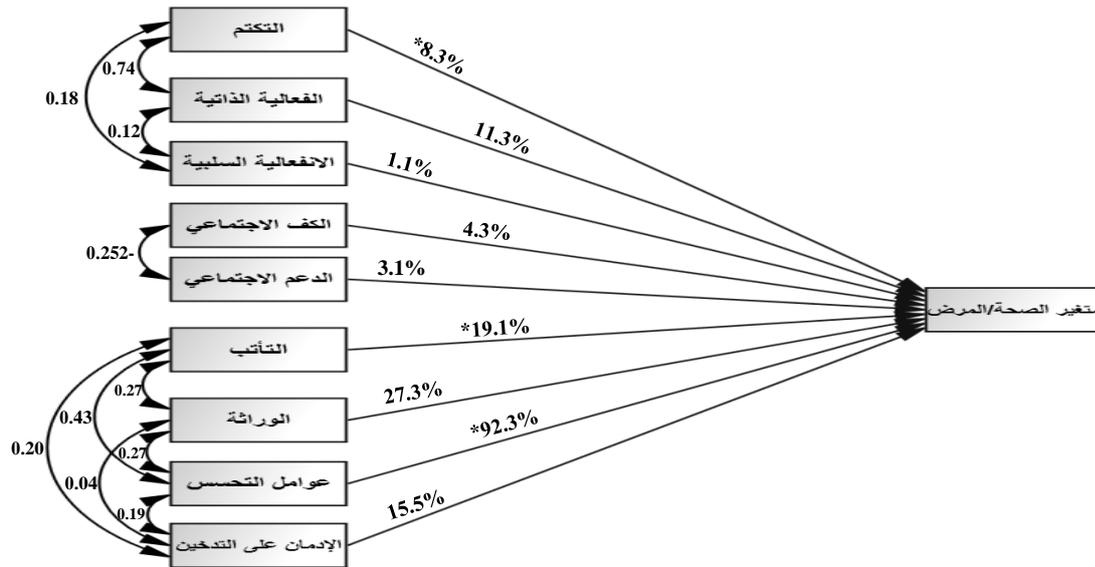 التكتم
*8.3%
0.74
0.18
الفعالية الذاتية
11.3%
0.12
الانفعالية السلبية
1.1%
الكف الاجتماعي
4.3%
0.252-
الدعم الاجتماعي
3.1%
متغير الصحة/المرض
التأتب
*19.1%
0.27
0.43
الوراثة
27.3%
0.20
0.27
0.04
عوامل التحسس
*92.3%
0.19
الإدمان على التدخين
15.5%